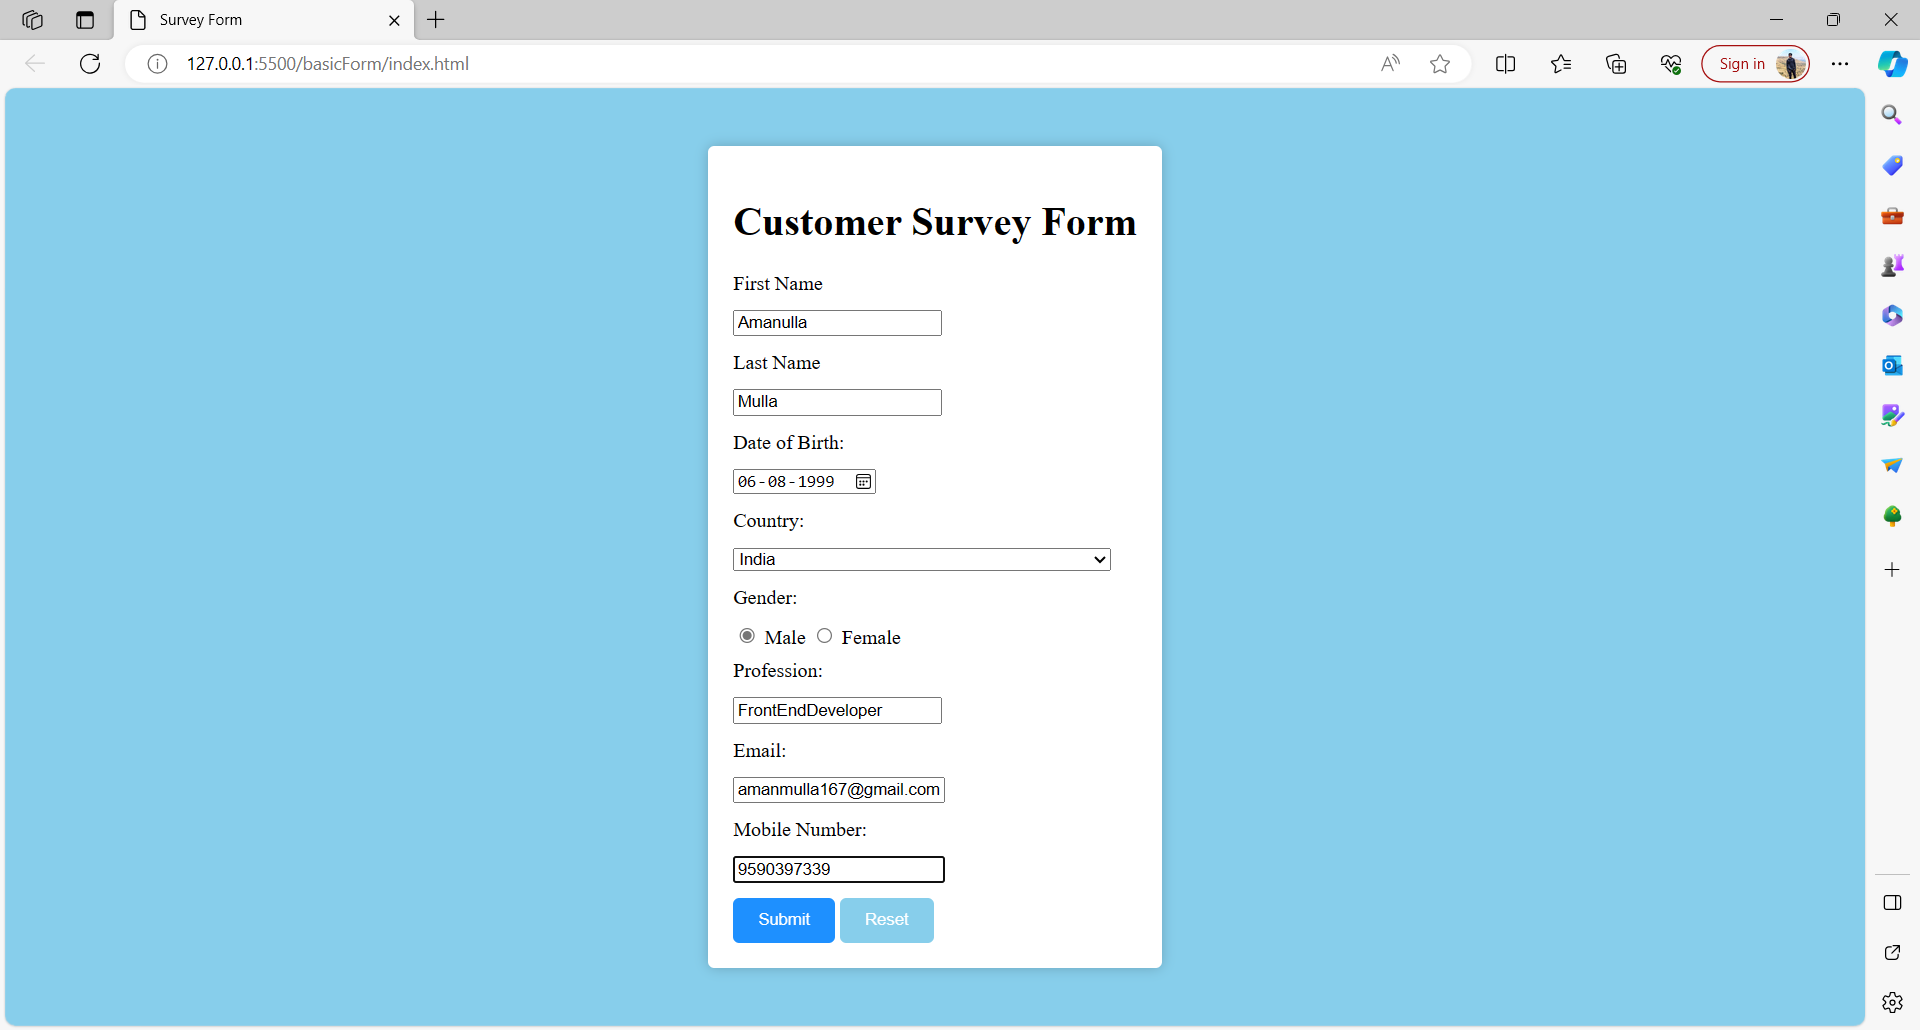 Survey Form
127.0.0.1:5500/basicForm/index.html
Sign in
Customer Survey Form
First Name
Amanulla
Last Name
Mulla
Date of Birth:
06-08-1999
Country:
India
Gender:
Male Female
Profession:
FrontEndDeveloper
Email:
amanmulla167@gmail.com
Mobile Number:
9590397339
Submit Reset